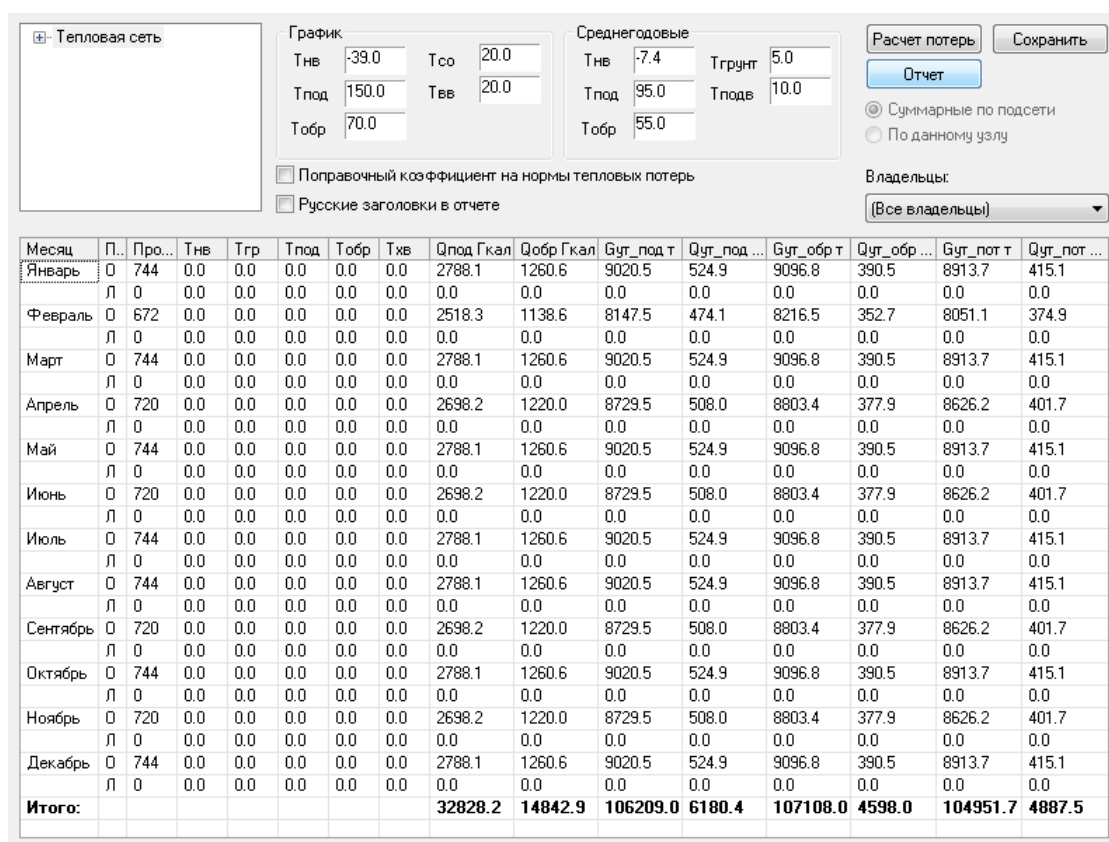 Тепловая сеть
График
Тнв -39.0 Тсо 20.0
Тпод 150.0 Твв 20.0
Тобр 70.0
Среднегодовые
Тнв -7.4 Тгрунт 5.0
Тпод 95.0 Тподв 10.0
Тобр 55.0
Расчет потерь Сохранить
Отчет
Суммарные по подсети
По данному узлу
Поправочный коэффициент на нормы тепловых потерь
Русские заголовки в отчете
Владельцы:
(Все владельцы)
Месяц П.. Про... Тнв Тгр Тпод Тобр Тхв Qпод Гкал Qобр Гкал Gут_под т Qут_под ... Gут_обр т Qут_обр ... Gут_пот т Qут_пот ...
Январь О 744 0.0 0.0 0.0 0.0 0.0 2788.1 1260.6 9020.5 524.9 9096.8 390.5 8913.7 415.1
Л 0 0.0 0.0 0.0 0.0 0.0 0.0 0.0 0.0 0.0 0.0 0.0 0.0 0.0
Февраль О 672 0.0 0.0 0.0 0.0 0.0 2518.3 1138.6 8147.5 474.1 8216.5 352.7 8051.1 374.9
Л 0 0.0 0.0 0.0 0.0 0.0 0.0 0.0 0.0 0.0 0.0 0.0 0.0 0.0
Март О 744 0.0 0.0 0.0 0.0 0.0 2788.1 1260.6 9020.5 524.9 9096.8 390.5 8913.7 415.1
Л 0 0.0 0.0 0.0 0.0 0.0 0.0 0.0 0.0 0.0 0.0 0.0 0.0 0.0
Апрель О 720 0.0 0.0 0.0 0.0 0.0 2698.2 1220.0 8729.5 508.0 8803.4 377.9 8626.2 401.7
Л 0 0.0 0.0 0.0 0.0 0.0 0.0 0.0 0.0 0.0 0.0 0.0 0.0 0.0
Май О 744 0.0 0.0 0.0 0.0 0.0 2788.1 1260.6 9020.5 524.9 9096.8 390.5 8913.7 415.1
Л 0 0.0 0.0 0.0 0.0 0.0 0.0 0.0 0.0 0.0 0.0 0.0 0.0 0.0
Июнь О 720 0.0 0.0 0.0 0.0 0.0 2698.2 1220.0 8729.5 508.0 8803.4 377.9 8626.2 401.7
Л 0 0.0 0.0 0.0 0.0 0.0 0.0 0.0 0.0 0.0 0.0 0.0 0.0 0.0
Июль О 744 0.0 0.0 0.0 0.0 0.0 2788.1 1260.6 9020.5 524.9 9096.8 390.5 8913.7 415.1
Л 0 0.0 0.0 0.0 0.0 0.0 0.0 0.0 0.0 0.0 0.0 0.0 0.0 0.0
Август О 744 0.0 0.0 0.0 0.0 0.0 2788.1 1260.6 9020.5 524.9 9096.8 390.5 8913.7 415.1
Л 0 0.0 0.0 0.0 0.0 0.0 0.0 0.0 0.0 0.0 0.0 0.0 0.0 0.0
Сентябрь О 720 0.0 0.0 0.0 0.0 0.0 2698.2 1220.0 8729.5 508.0 8803.4 377.9 8626.2 401.7
Л 0 0.0 0.0 0.0 0.0 0.0 0.0 0.0 0.0 0.0 0.0 0.0 0.0 0.0
Октябрь О 744 0.0 0.0 0.0 0.0 0.0 2788.1 1260.6 9020.5 524.9 9096.8 390.5 8913.7 415.1
Л 0 0.0 0.0 0.0 0.0 0.0 0.0 0.0 0.0 0.0 0.0 0.0 0.0 0.0
Ноябрь О 720 0.0 0.0 0.0 0.0 0.0 2698.2 1220.0 8729.5 508.0 8803.4 377.9 8626.2 401.7
Л 0 0.0 0.0 0.0 0.0 0.0 0.0 0.0 0.0 0.0 0.0 0.0 0.0 0.0
Декабрь О 744 0.0 0.0 0.0 0.0 0.0 2788.1 1260.6 9020.5 524.9 9096.8 390.5 8913.7 415.1
Л 0 0.0 0.0 0.0 0.0 0.0 0.0 0.0 0.0 0.0 0.0 0.0 0.0 0.0
Итого: 32828.2 14842.9 106209.0 6180.4 107108.0 4598.0 104951.7 4887.5